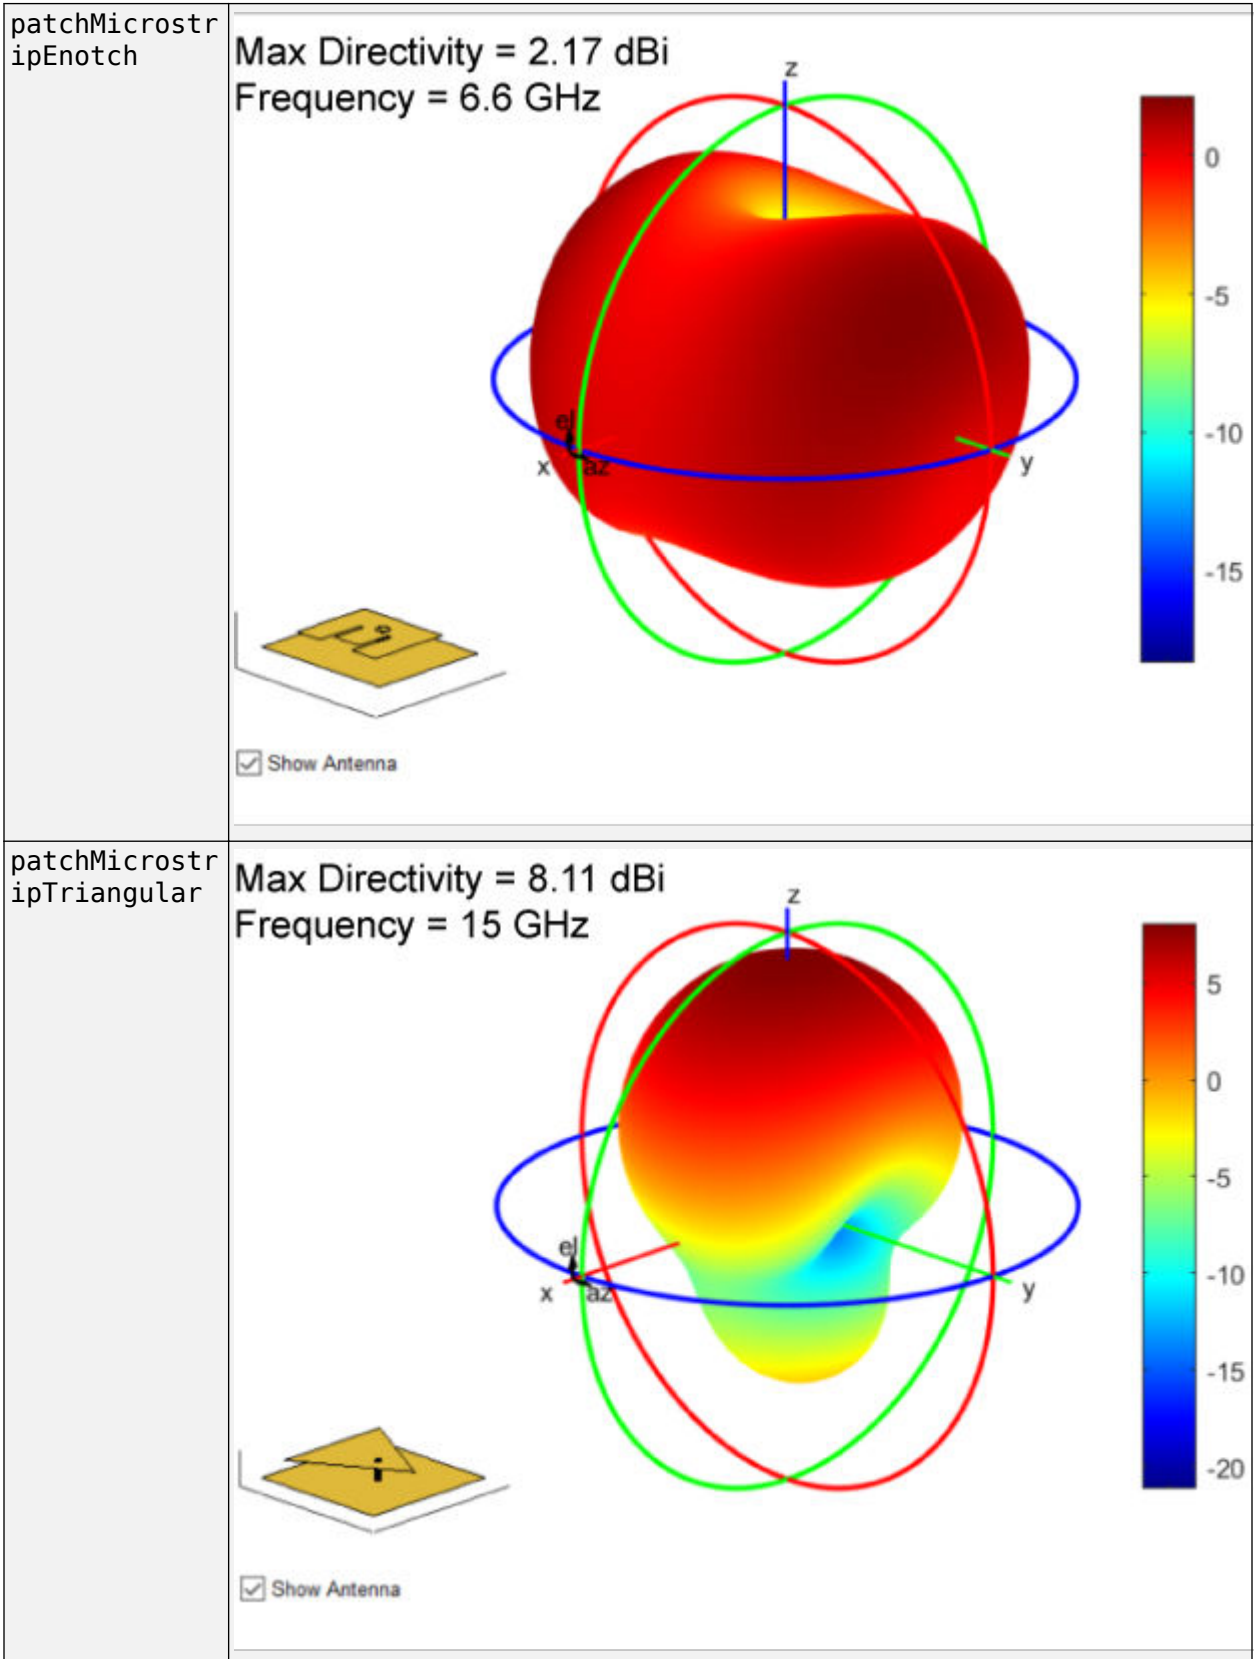 patchMicrostr
ipEnotch
Max Directivity = 2.17 dBi
Frequency = 6.6 GHz
z
0
-5
-10
-15
el
x
az
y
Show Antenna
patchMicrostr
ipTriangular
Max Directivity = 8.11 dBi
Frequency = 15 GHz
z
5
0
-5
-10
-15
-20
el
x
az
y
Show Antenna